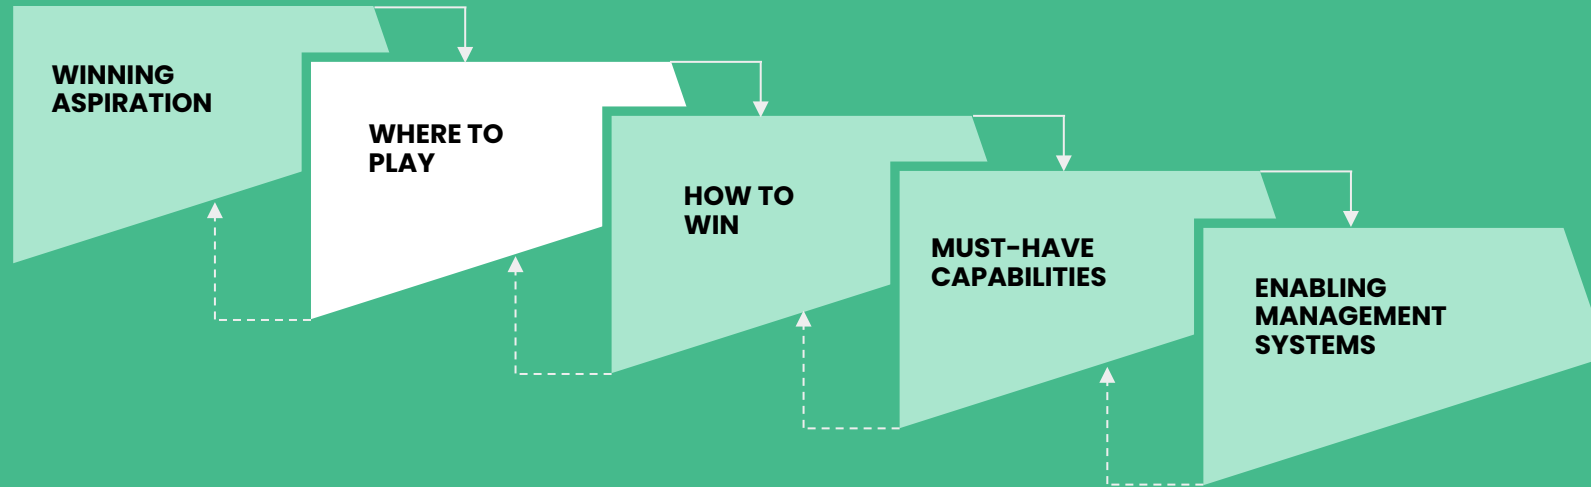 WINNING
ASPIRATION
WHERE TO
PLAY
HOW TO
WIN
MUST-HAVE
CAPABILITIES
ENABLING
MANAGEMENT
SYSTEMS